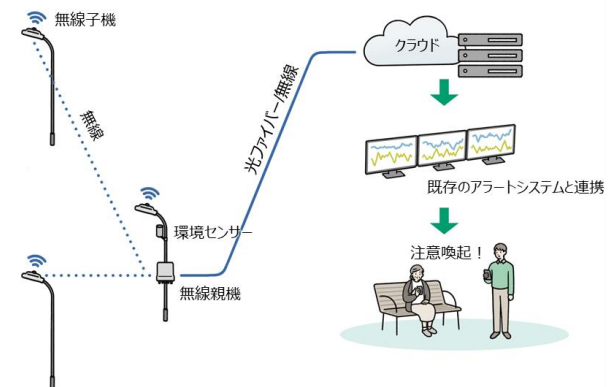 無線子機
無線
環境センサー
無線親機
光ファイバー/無線
クラウド
既存のアラートシステムと連携
注意喚起！